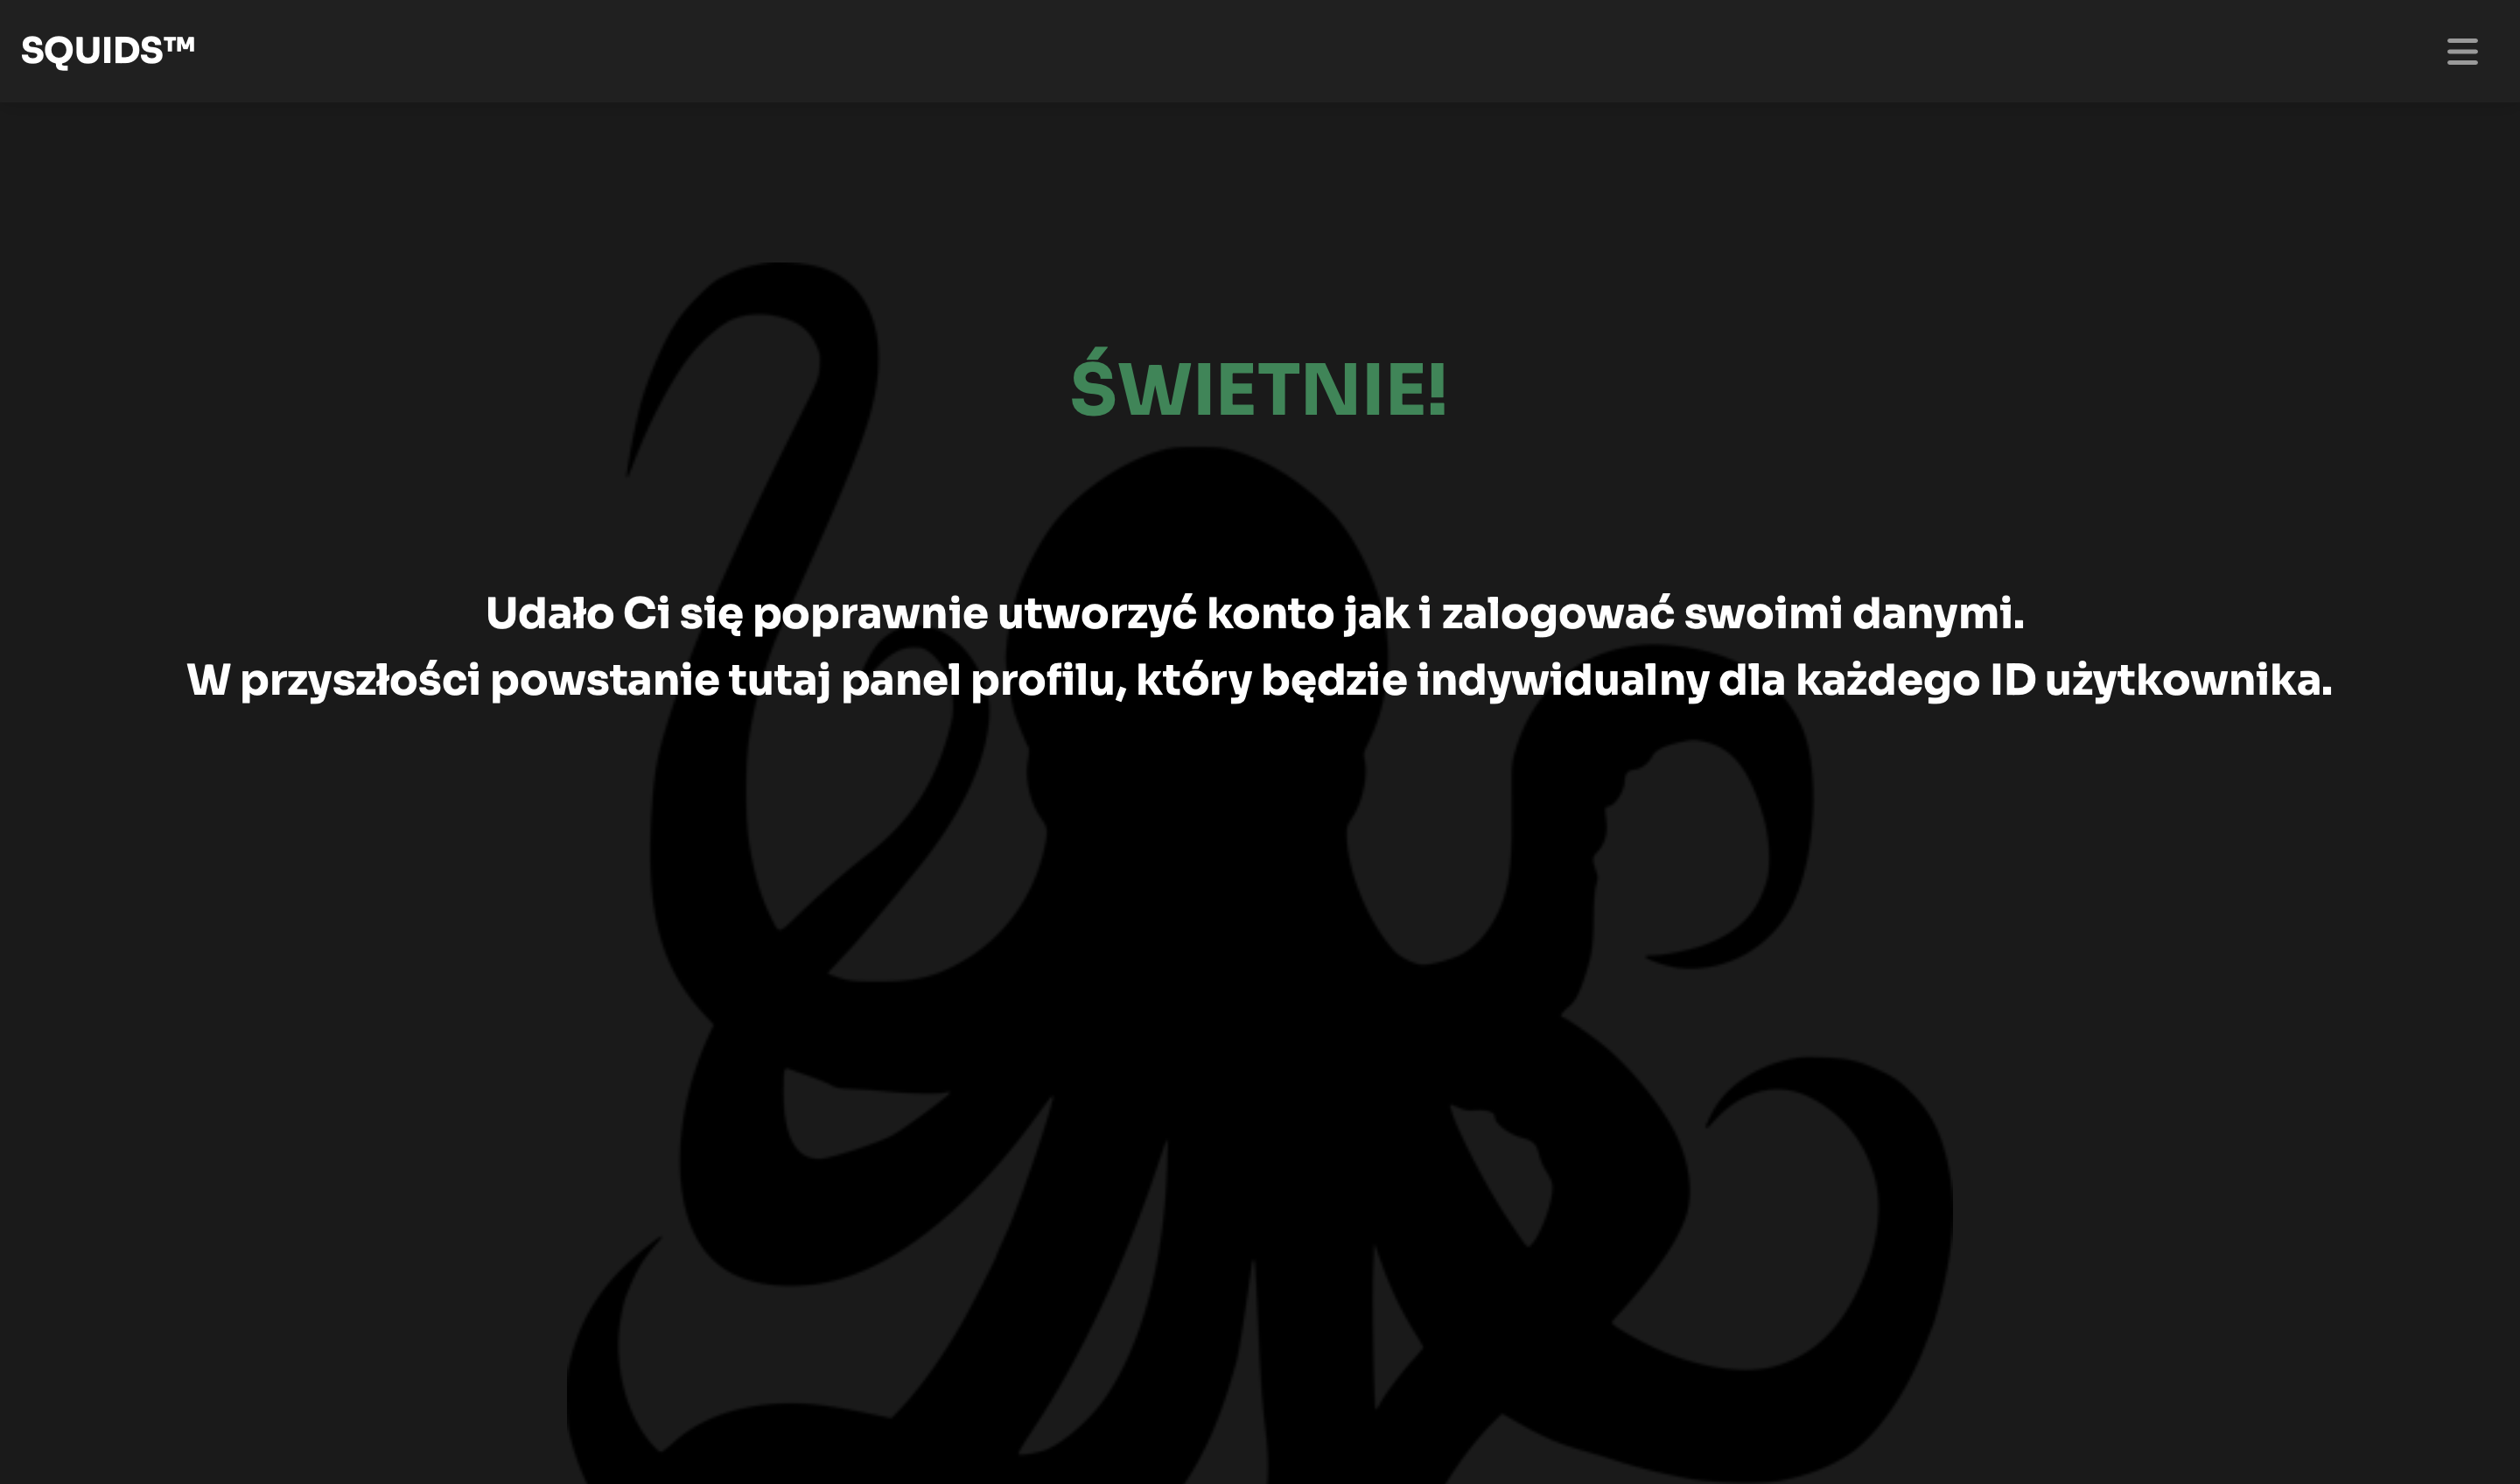 SQUIDS™
ŚWIETNIE!
Udało Ci się poprawnie utworzyć konto jak i zalogować swoimi danymi.
W przyszłości powstanie tutaj panel profilu, który będzie indywidualny dla każdego ID użytkownika.